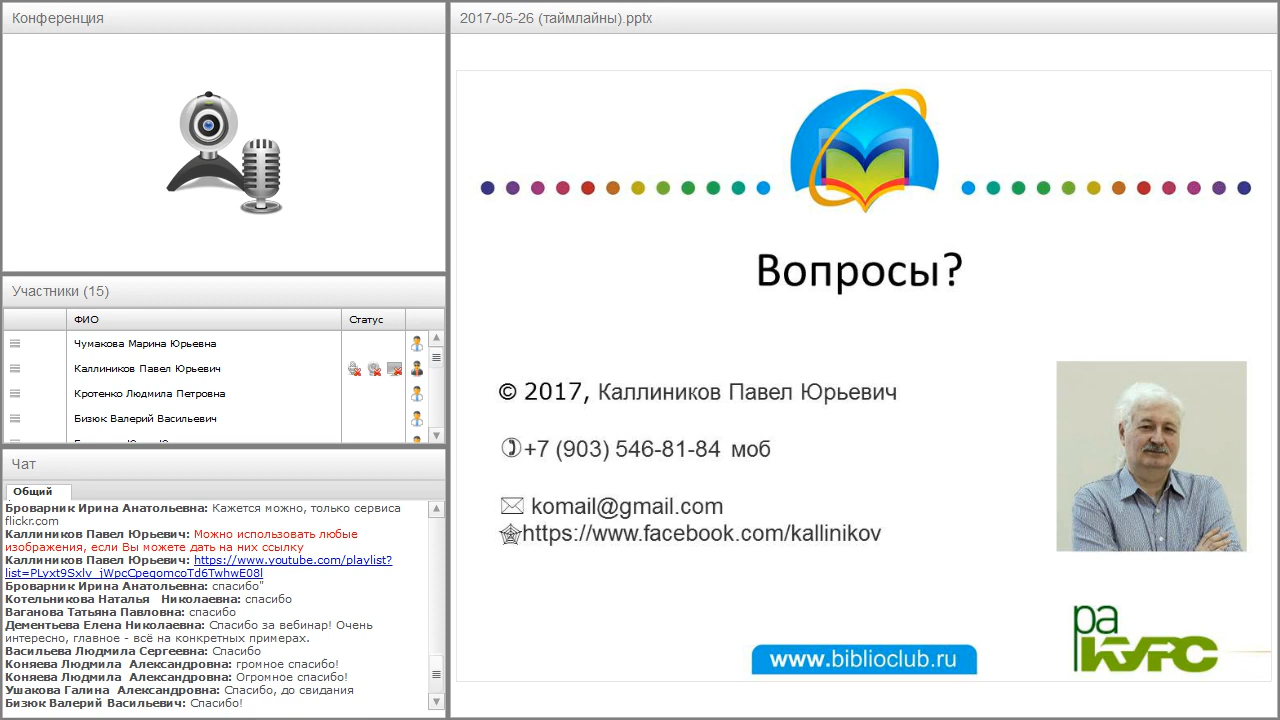 Конференция
Участники (15)
ФИО
Статус
Чумакова Марина Юрьевна
Каллиников Павел Юрьевич
Кротенко Людмила Петровна
Бизюк Валерий Васильевич
Чат
Общий
Броварник Ирина Анатольевна: Кажется можно, только сервиса
flickr.com
Каллиников Павел Юрьевич: Можно использовать любые
изображения, если Вы можете дать на них ссылку
Каллиников Павел Юрьевич: https://www.youtube.com/playlist?
list=PLyxt9SxIv_jWpcCpeqomcoTd6TwhwE08l
Броварник Ирина Анатольевна: спасибо"
Котельникова Наталья Николаевна: спасибо
Ваганова Татьяна Павловна: спасибо
Дементьева Елена Николаевна: Спасибо за вебинар! Очень
интересно, главное - всё на конкретных примерах.
Васильева Людмила Сергеевна: Спасибо
Коняева Людмила Александровна: громное спасибо!
Коняева Людмила Александровна: Огромное спасибо!
Ушакова Галина Александровна: Спасибо, до свидания
Бизюк Валерий Васильевич: Спасибо!
2017-05-26 (таймлайны).pptx
Вопросы?
© 2017, Каллиников Павел Юрьевич
+7 (903) 546-81-84 моб
komail@gmail.com
https://www.facebook.com/kallinikov
www.biblioclub.ru
ра
КУРС